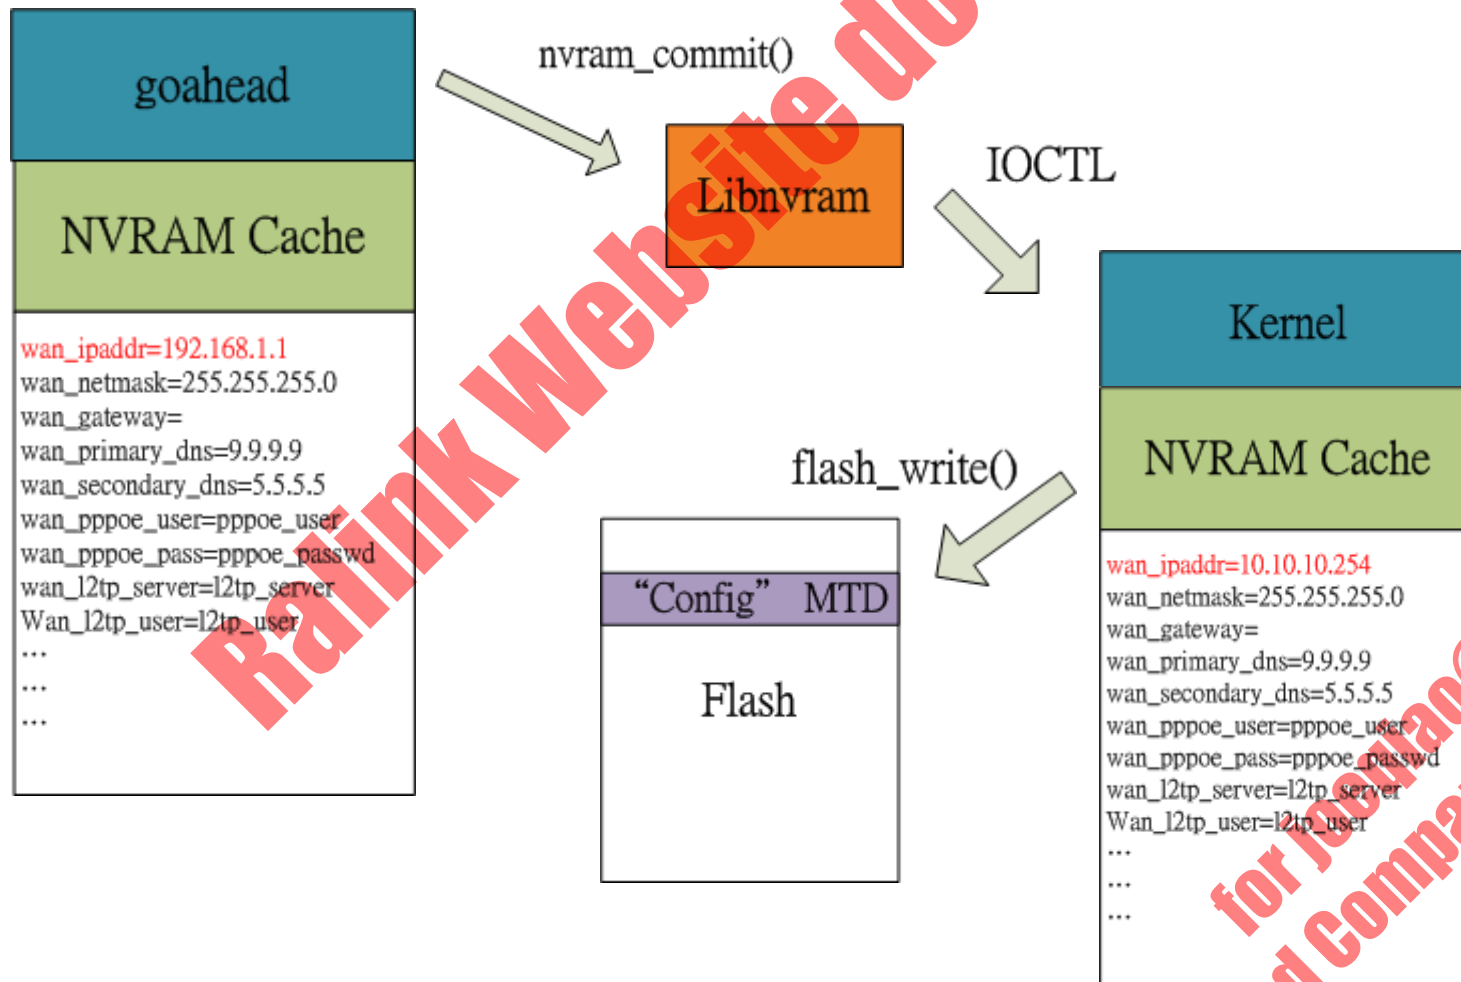 goahead
NVRAM Cache
wan_ipaddr=192.168.1.1
wan_netmask=255.255.255.0
wan_gateway=
wan_primary_dns=9.9.9.9
wan_secondary_dns=5.5.5.5
wan_pppoe_user=pppoe_user
wan_pppoe_pass=pppoe_passwd
wan_l2tp_server=l2tp_server
Wan_l2tp_user=l2tp_user
...
...
...
nvram_commit()
Libnvram
IOCTL
Kernel
NVRAM Cache
wan_ipaddr=10.10.10.254
wan_netmask=255.255.255.0
wan_gateway=
wan_primary_dns=9.9.9.9
wan_secondary_dns=5.5.5.5
wan_pppoe_user=pppoe_user
wan_pppoe_pass=pppoe_passwd
wan_l2tp_server=l2tp_server
Wan_l2tp_user=l2tp_user
...
...
...
flash_write()
“Config” MTD
Flash
Ralink Website do
for